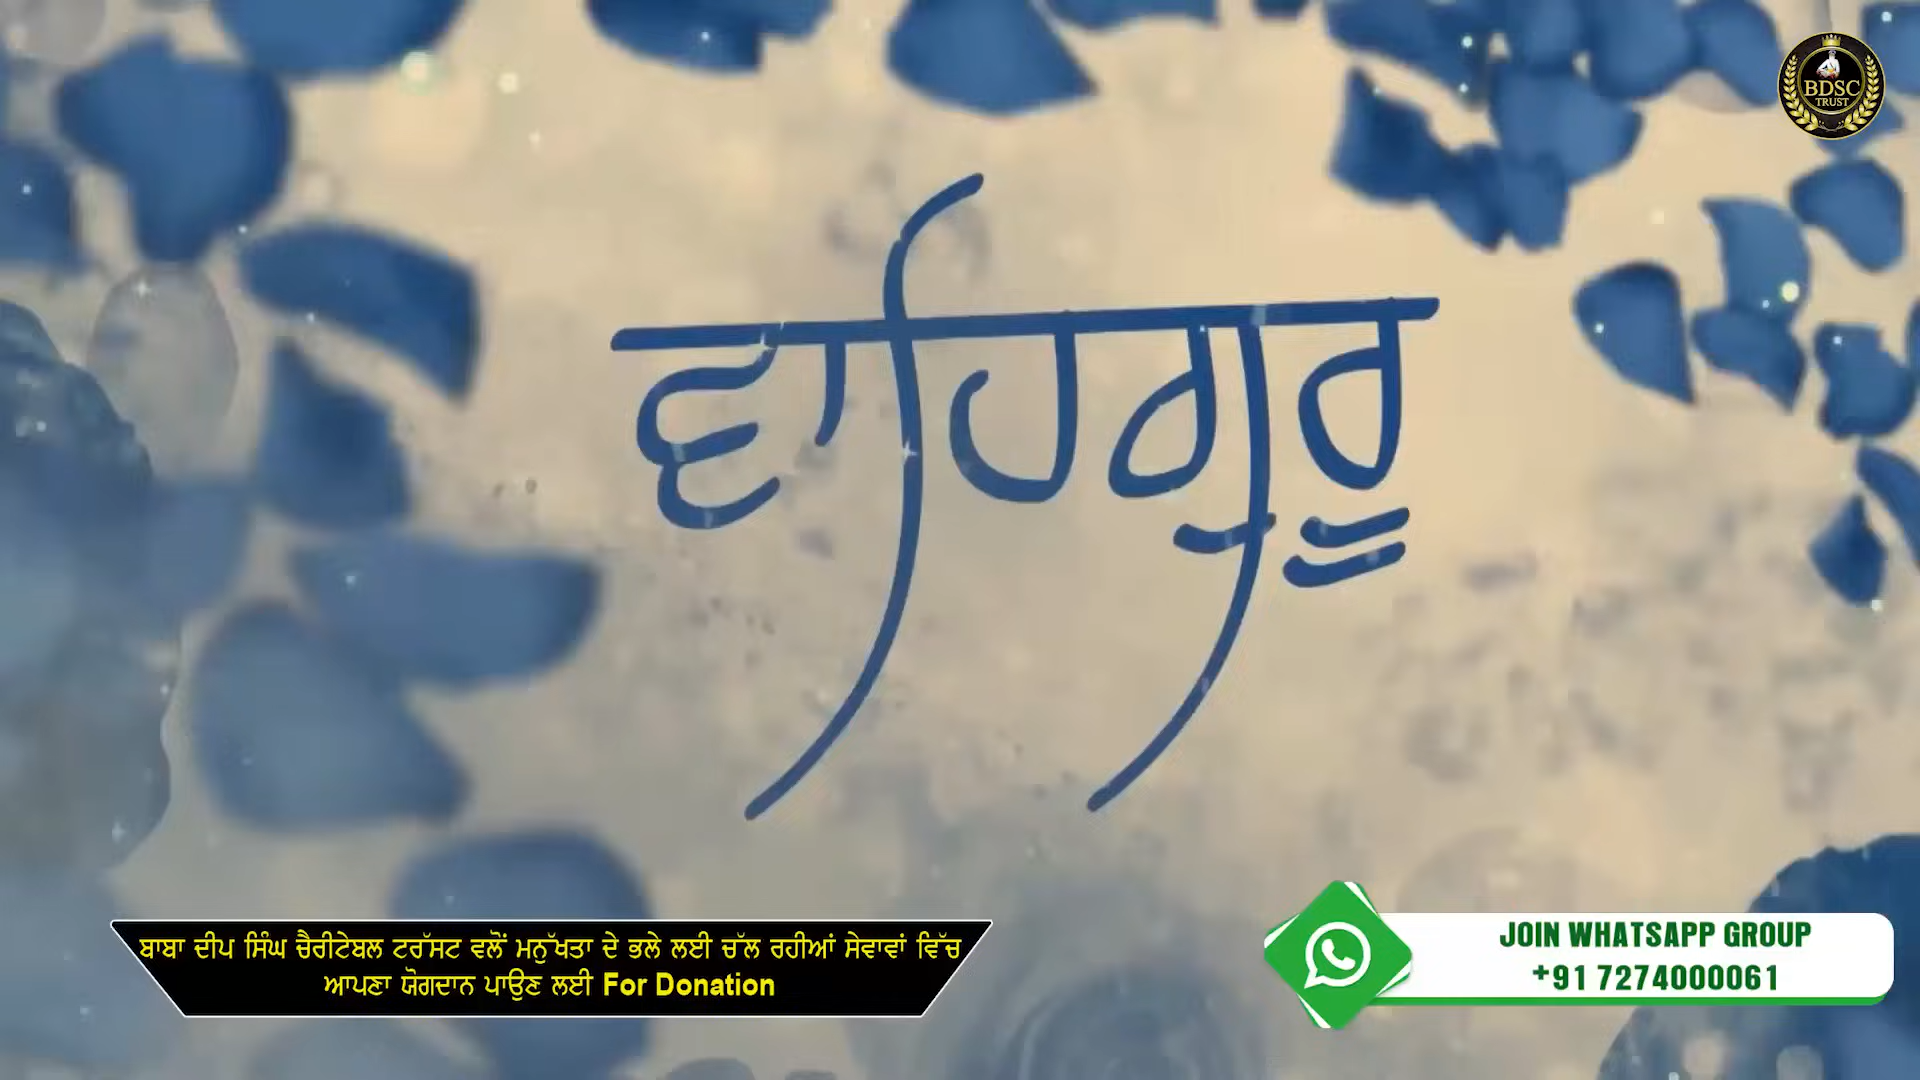 BDSC
TRUST
ਵਾਹਿਗੁਰੂ
ਬਾਬਾ ਦੀਪ ਸਿੰਘ ਚੈਰੀਟੇਬਲ ਟਰੱਸਟ ਵਲੋਂ ਮਨੁੱਖਤਾ ਦੇ ਭਲੇ ਲਈ ਚੱਲ ਰਹੀਆਂ ਸੇਵਾਵਾਂ ਵਿੱਚ
ਆਪਣਾ ਯੋਗਦਾਨ ਪਾਉਣ ਲਈ For Donation
JOIN WHATSAPP GROUP
+91 7274000061